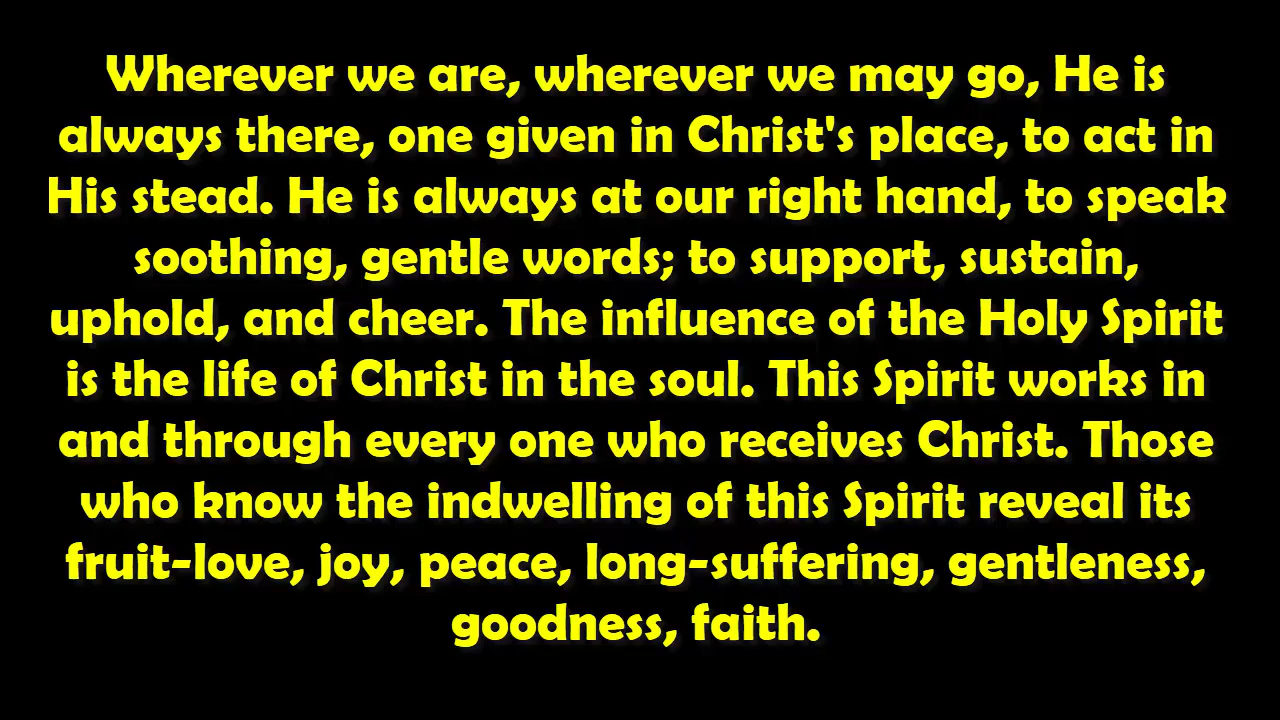 Wherever we are, wherever we may go, He is
always there, one given in Christ's place, to act in
His stead. He is always at our right hand, to speak
soothing, gentle words; to support, sustain,
uphold, and cheer. The influence of the Holy Spirit
is the life of Christ in the soul. This Spirit works in
and through every one who receives Christ. Those
who know the indwelling of this Spirit reveal its
fruit-love, joy, peace, long-suffering, gentleness,
goodness, faith.